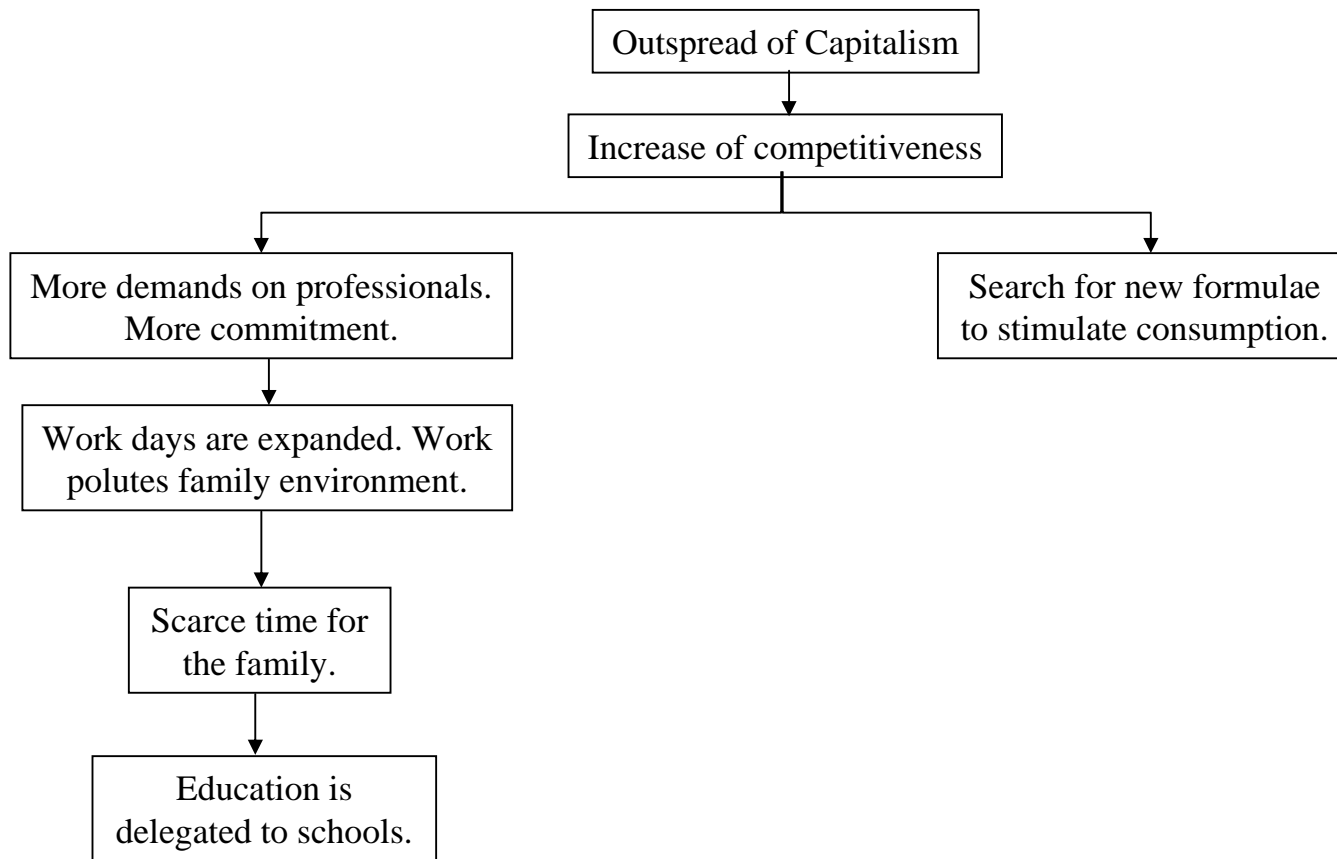 Outspread of Capitalism
Increase of competitiveness
More demands on professionals.
More commitment.
Search for new formulae
to stimulate consumption.
Work days are expanded. Work
polutes family environment.
Scarce time for
the family.
Education is
delegated to schools.